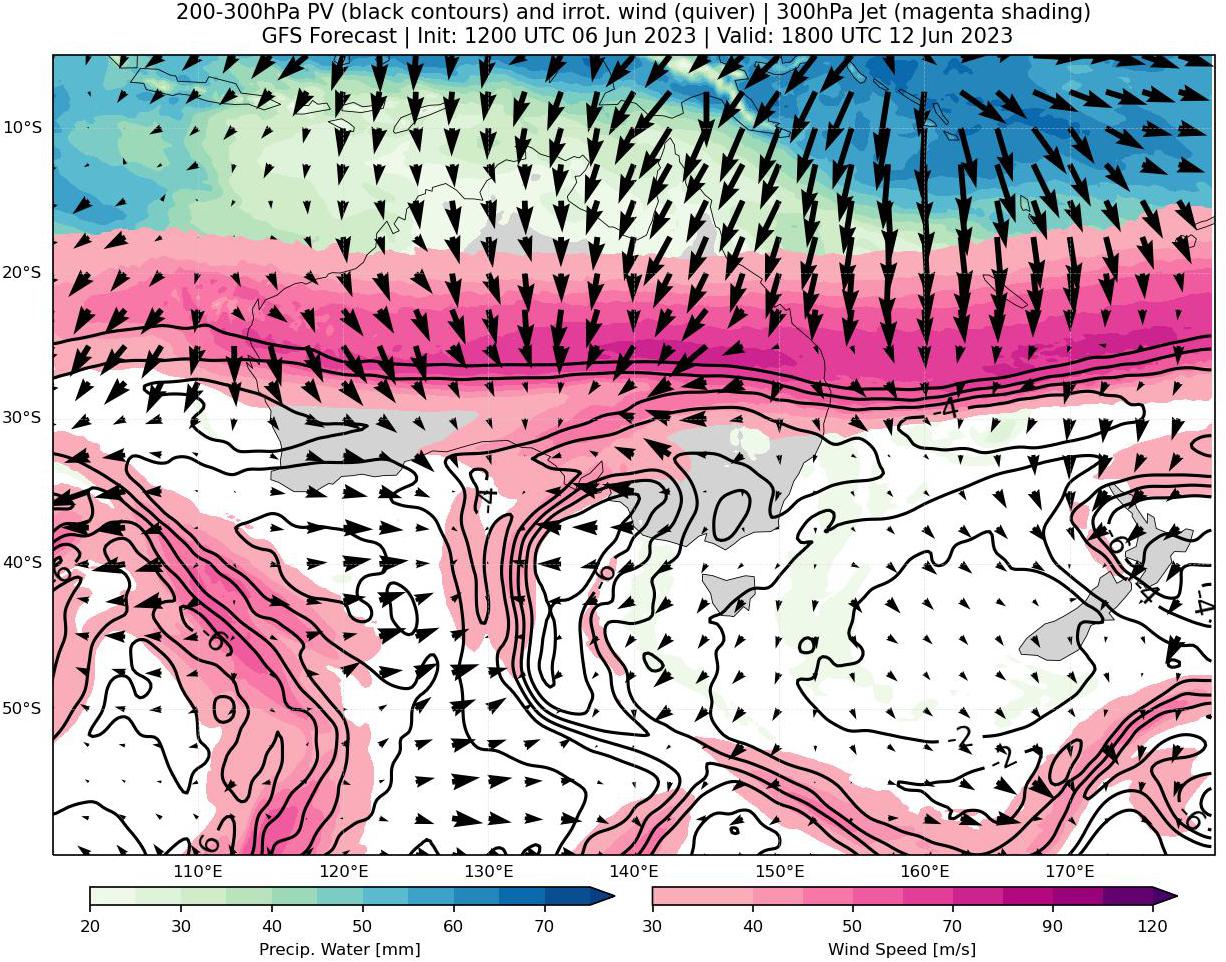 200-300hPa PV (black contours) and irrot. wind (quiver) | 300hPa Jet (magenta shading)
GFS Forecast | Init: 1200 UTC 06 Jun 2023 | Valid: 1800 UTC 12 Jun 2023
10°S
20°S
30°S
40°S
50°S
-4
-4
-6
-6
-6
-4
-4
-6
-2
-2
-6
110°E 120°E 130°E 140°E 150°E 160°E 170°E
20 30 40 50 60 70
30 40 50 70 90 120
Precip. Water [mm]
Wind Speed [m/s]